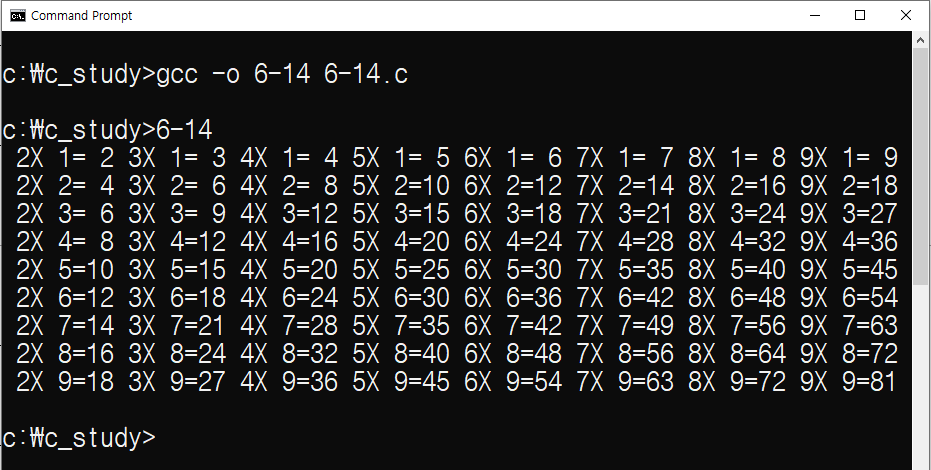 Command Prompt
c:₩c_study>gcc -o 6-14 6-14.c
c:₩c_study>6-14
 2X 1= 2 3X 1= 3 4X 1= 4 5X 1= 5 6X 1= 6 7X 1= 7 8X 1= 8 9X 1= 9
 2X 2= 4 3X 2= 6 4X 2= 8 5X 2=10 6X 2=12 7X 2=14 8X 2=16 9X 2=18
 2X 3= 6 3X 3= 9 4X 3=12 5X 3=15 6X 3=18 7X 3=21 8X 3=24 9X 3=27
 2X 4= 8 3X 4=12 4X 4=16 5X 4=20 6X 4=24 7X 4=28 8X 4=32 9X 4=36
 2X 5=10 3X 5=15 4X 5=20 5X 5=25 6X 5=30 7X 5=35 8X 5=40 9X 5=45
 2X 6=12 3X 6=18 4X 6=24 5X 6=30 6X 6=36 7X 6=42 8X 6=48 9X 6=54
 2X 7=14 3X 7=21 4X 7=28 5X 7=35 6X 7=42 7X 7=49 8X 7=56 9X 7=63
 2X 8=16 3X 8=24 4X 8=32 5X 8=40 6X 8=48 7X 8=56 8X 8=64 9X 8=72
 2X 9=18 3X 9=27 4X 9=36 5X 9=45 6X 9=54 7X 9=63 8X 9=72 9X 9=81
c:₩c_study>